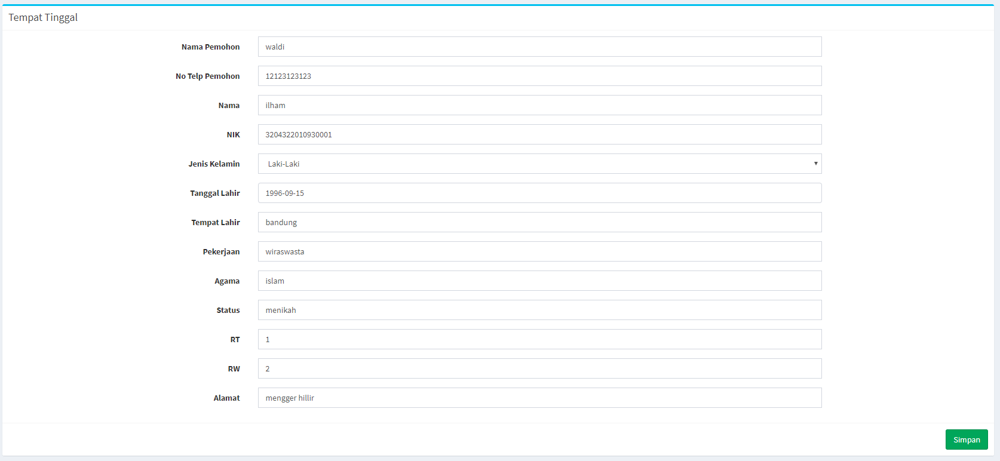 Tempat Tinggal
Nama Pemohon waldi
No Telp Pemohon 12123123123
Nama ilham
NIK 3204322010930001
Jenis Kelamin Laki-Laki
Tanggal Lahir 1996-09-15
Tempat Lahir bandung
Pekerjaan wiraswasta
Agama islam
Status menikah
RT 1
RW 2
Alamat mengger hillir
Simpan